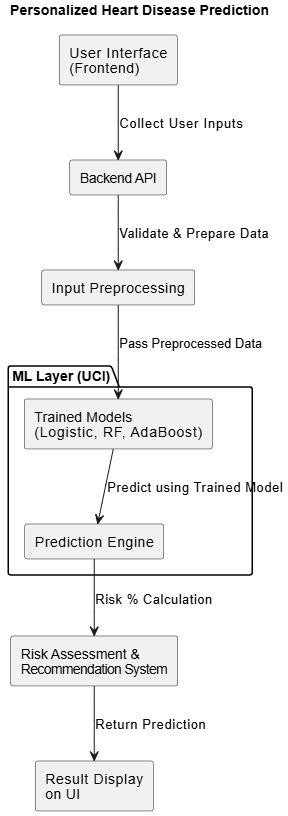 Personalized Heart Disease Prediction
User Interface
(Frontend)
Collect User Inputs
Backend API
Validate & Prepare Data
Input Preprocessing
Pass Preprocessed Data
ML Layer (UCI)
Trained Models
(Logistic, RF, AdaBoost)
Predict using Trained Model
Prediction Engine
Risk % Calculation
Risk Assessment &
Recommendation System
Return Prediction
Result Display
on UI